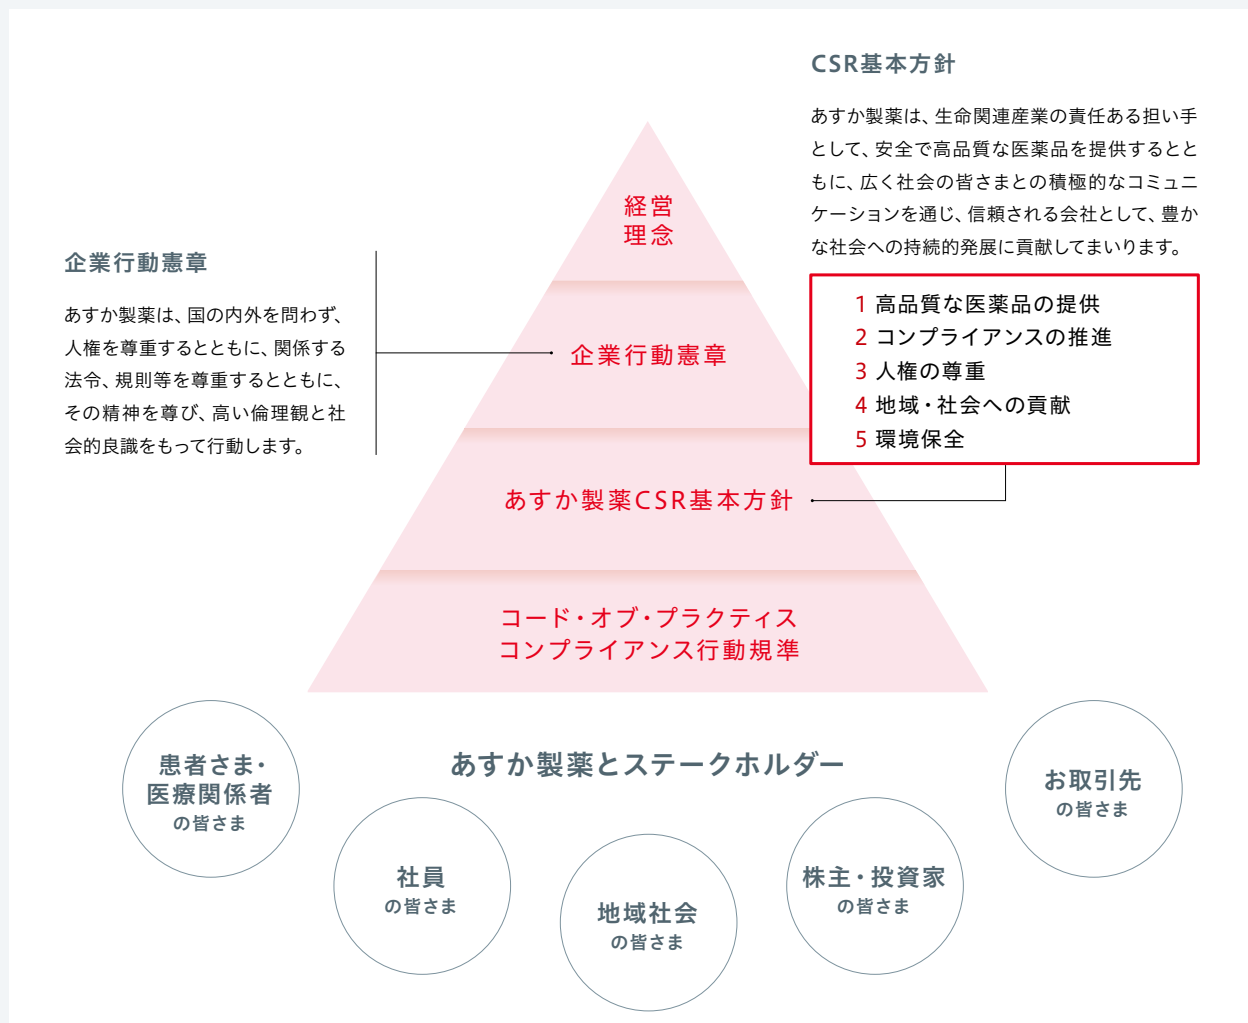 CSR基本方針
あすか製薬は、生命関連産業の責任ある担い手
として、安全で高品質な医薬品を提供するとと
もに、広く社会の皆さまとの積極的なコミュニ
ケーションを通じ、信頼される会社として、豊か
な社会への持続的発展に貢献してまいります。
1 高品質な医薬品の提供
2 コンプライアンスの推進
3 人権の尊重
4 地域・社会への貢献
5 環境保全
経営
理念
企業行動憲章
あすか製薬は、国の内外を問わず、
人権を尊重するとともに、関係する
法令、規則等を尊重するとともに、
その精神を尊び、高い倫理観と社
会的良識をもって行動します。
企業行動憲章
あすか製薬CSR基本方針
コード・オブ・プラクティス
コンプライアンス行動規準
あすか製薬とステークホルダー
患者さま・
医療関係者
の皆さま
社員
の皆さま
地域社会
の皆さま
株主・投資家
の皆さま
お取引先
の皆さま